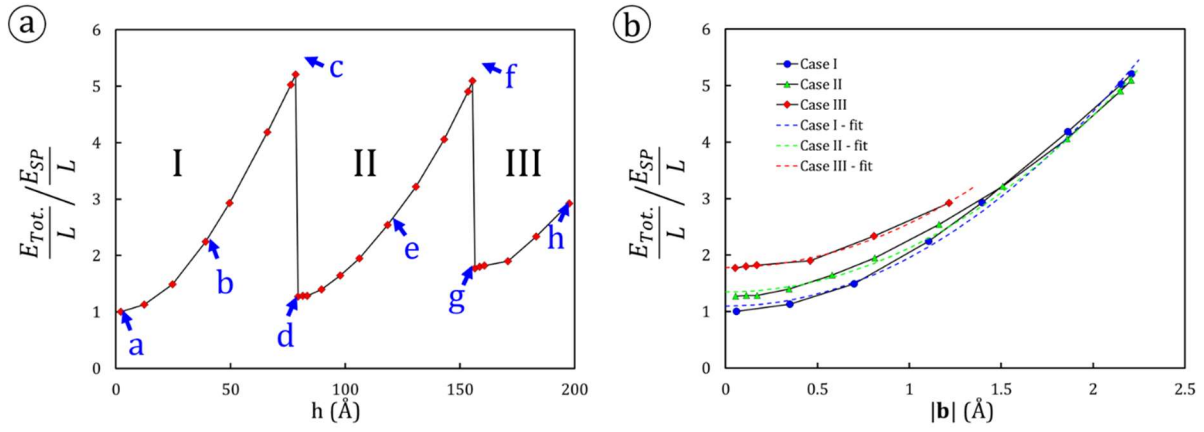 a
E_Tot./L / E_SP/L
6
5
4
3
2
1
0
I
II
III
a
b
c
d
e
f
g
h
0
50
100
150
200
h (Å)
b
E_Tot./L / E_SP/L
6
5
4
3
2
1
0
Case I
Case II
Case III
Case I - fit
Case II - fit
Case III - fit
0
0.5
1
1.5
2
2.5
|b| (Å)